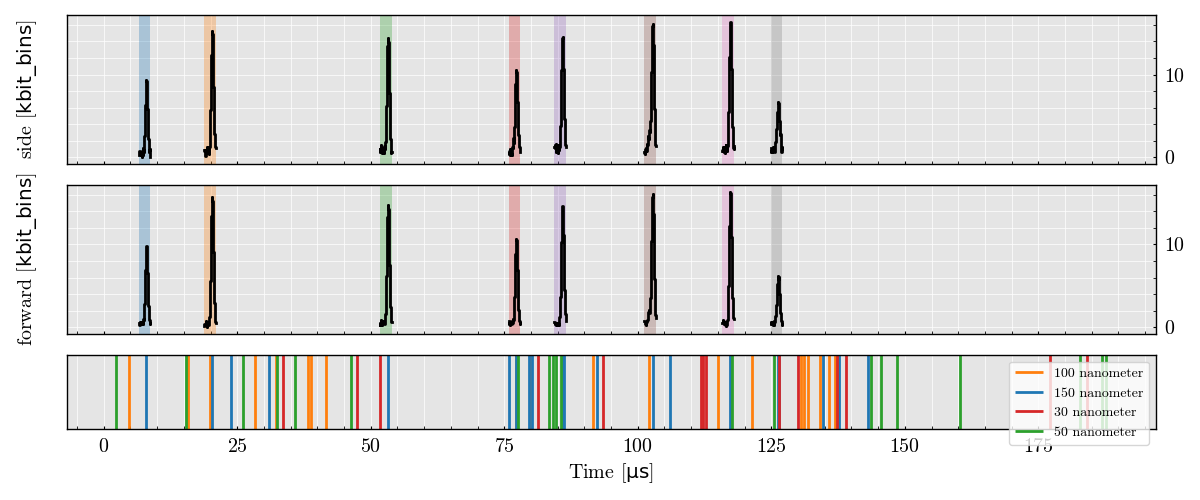 side [kbit_bins]
10
0
forward [kbit_bins]
10
0
100 nanometer
150 nanometer
30 nanometer
50 nanometer
0 25 50 75 100 125 150 175
Time [µs]